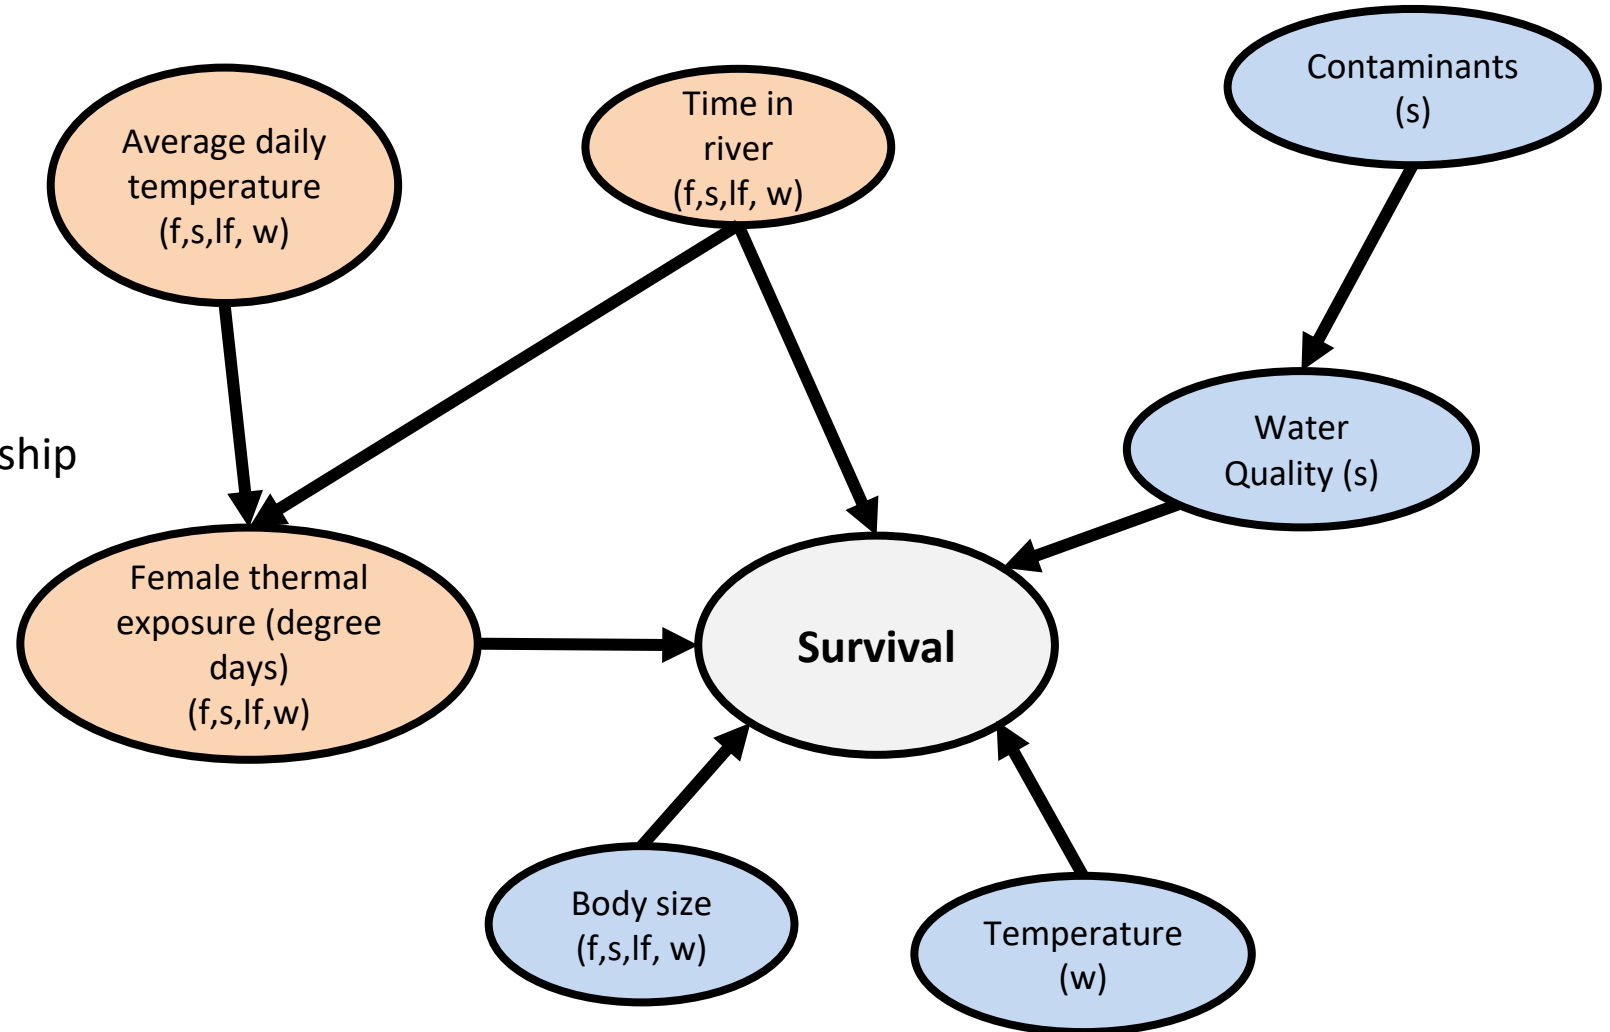 Average daily
temperature
(f,s,lf, w)
Time in
river
(f,s,lf, w)
Contaminants
(s)
ship
Water
Quality (s)
Female thermal
exposure (degree
days)
(f,s,lf,w)
Survival
Body size
(f,s,lf, w)
Temperature
(w)